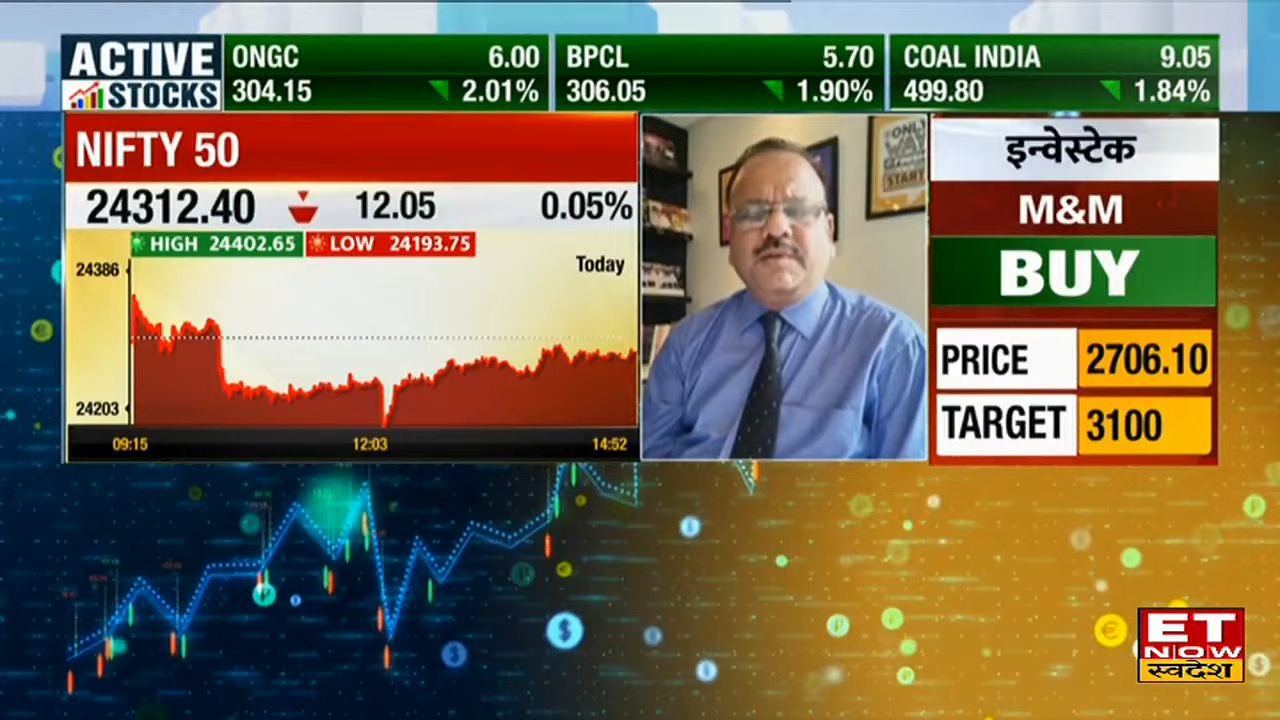 ACTIVE STOCKS
ONGC 6.00
304.15 2.01%
BPCL 5.70
306.05 1.90%
COAL INDIA 9.05
499.80 1.84%
NIFTY 50
24312.40 12.05 0.05%
HIGH 24402.65 LOW 24193.75
Today
24386
24203
09:15 12:03 14:52
ONLY
WAY
START
इन्वेस्टेक
M&M
BUY
PRICE 2706.10
TARGET 3100
ET
NOW
स्वदेश